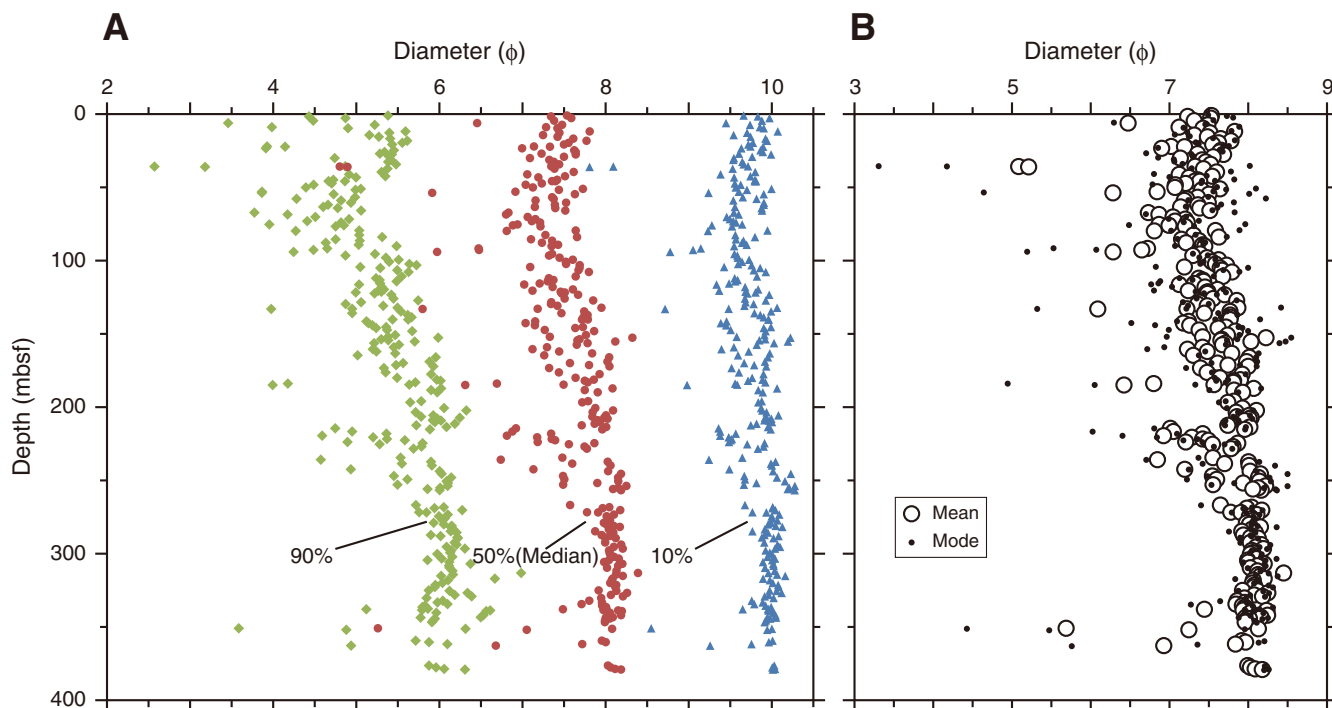 A
B
Diameter (ϕ)
Diameter (ϕ)
2 4 6 8 10
3 5 7 9
0
100
200
300
400
Depth (mbsf)
90%
50%(Median)
10%
Mean
Mode